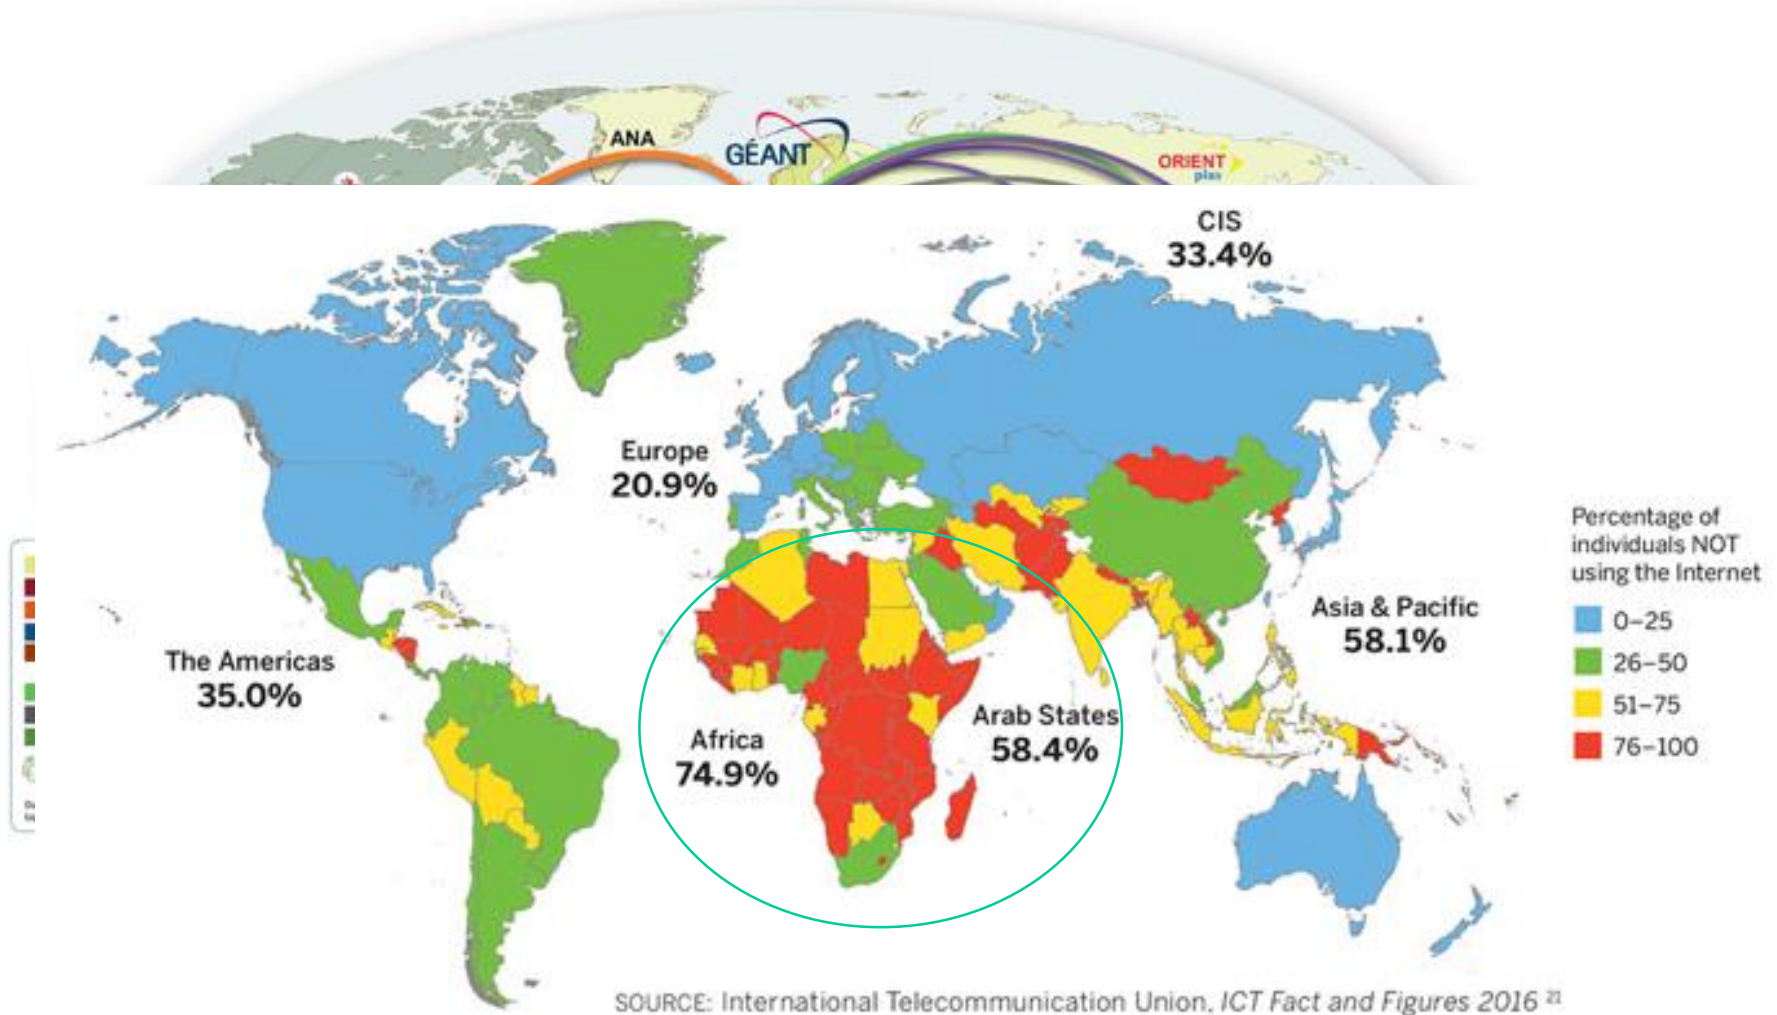 ANA
GÉANT
ORIENT
plus
CIS
33.4%
Europe
20.9%
Asia & Pacific
58.1%
The Americas
35.0%
Africa
74.9%
Arab States
58.4%
Percentage of
individuals NOT
using the Internet
0–25
26–50
51–75
76–100
SOURCE: International Telecommunication Union, ICT Fact and Figures 2016 21